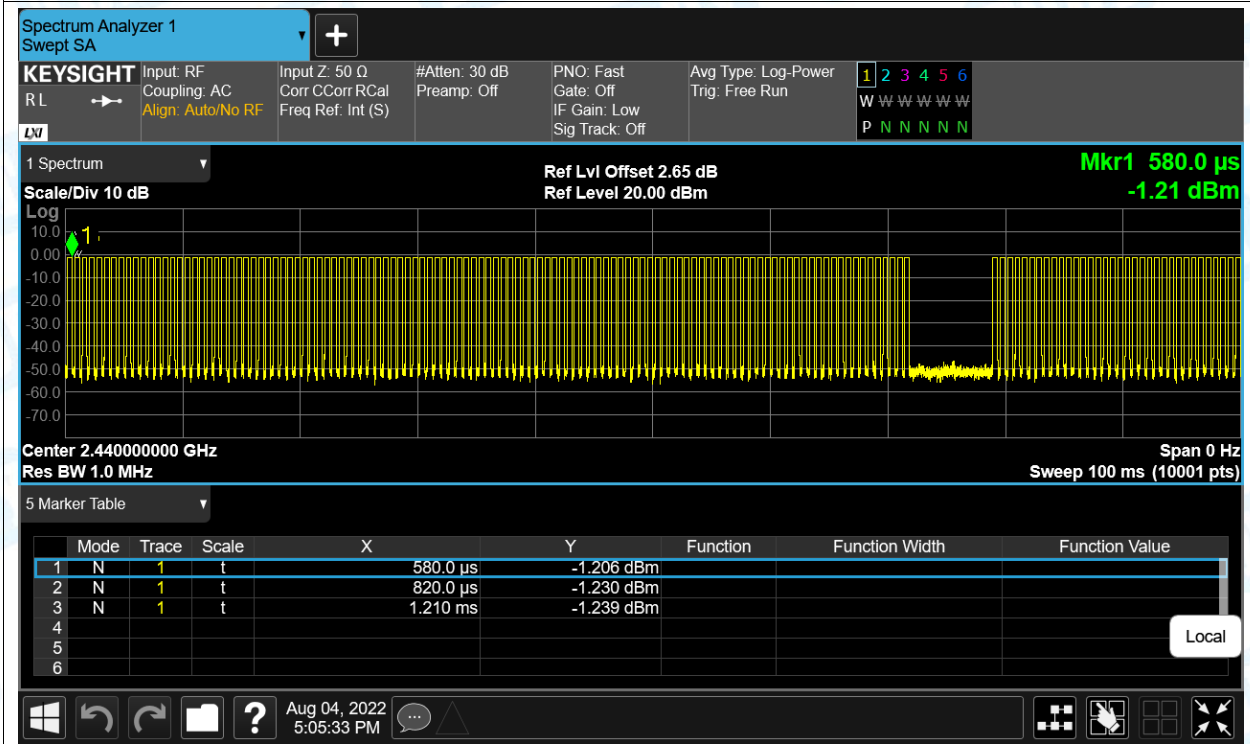 Spectrum Analyzer 1
Swept SA
+
KEYSIGHT
R L
LXI
Input: RF
Coupling: AC
Align: Auto/No RF
Input Z: 50 Ω
Corr CCorr RCal
Freq Ref: Int (S)
#Atten: 30 dB
Preamp: Off
PNO: Fast
Gate: Off
IF Gain: Low
Sig Track: Off
Avg Type: Log-Power
Trig: Free Run
1 2 3 4 5 6
W W W W W W
P N N N N N
1 Spectrum
Scale/Div 10 dB
Ref Lvl Offset 2.65 dB
Ref Level 20.00 dBm
Mkr1 580.0 µs
-1.21 dBm
Log
10.0
0.00
-10.0
-20.0
-30.0
-40.0
-50.0
-60.0
-70.0
1
Center 2.440000000 GHz
Res BW 1.0 MHz
Span 0 Hz
Sweep 100 ms (10001 pts)
5 Marker Table
Mode Trace Scale X Y Function Function Width Function Value
1 N 1 t 580.0 µs -1.206 dBm
2 N 1 t 820.0 µs -1.230 dBm
3 N 1 t 1.210 ms -1.239 dBm
4
5
6
Local
?
Aug 04, 2022
5:05:33 PM